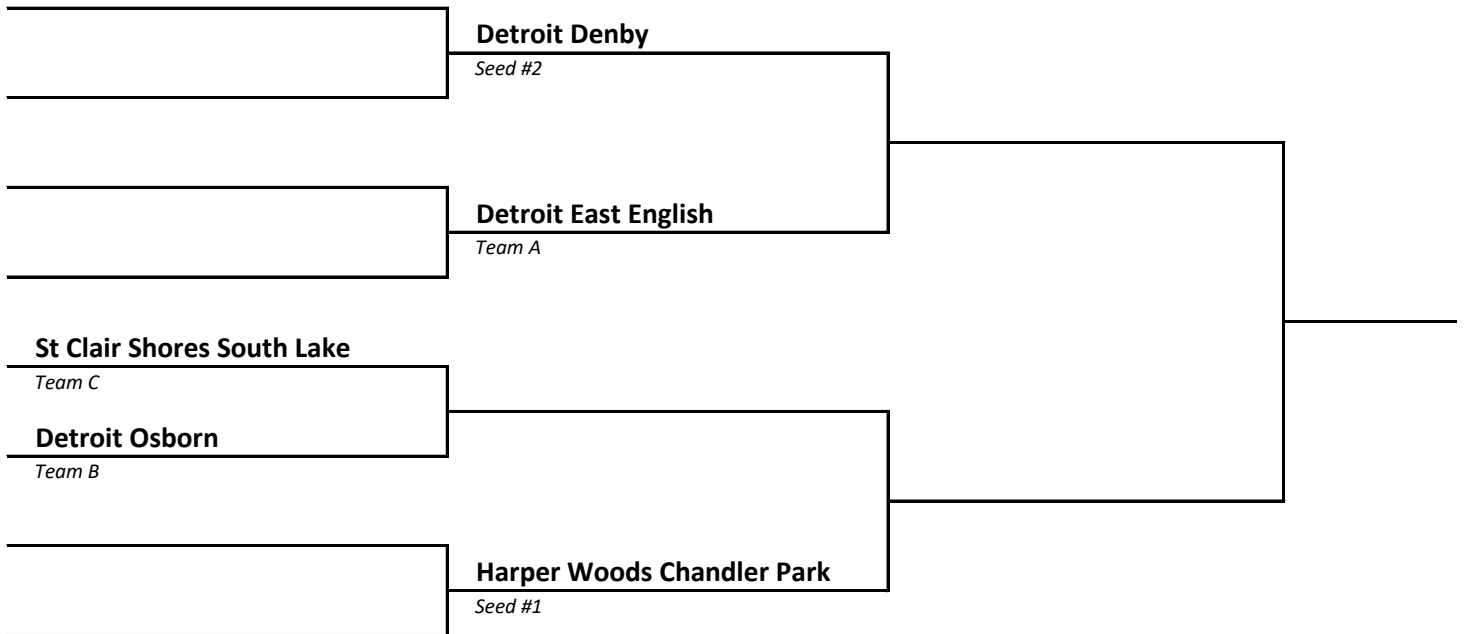 Detroit Denby
Seed #2
Detroit East English
Team A
St Clair Shores South Lake
Team C
Detroit Osborn
Team B
Harper Woods Chandler Park
Seed #1